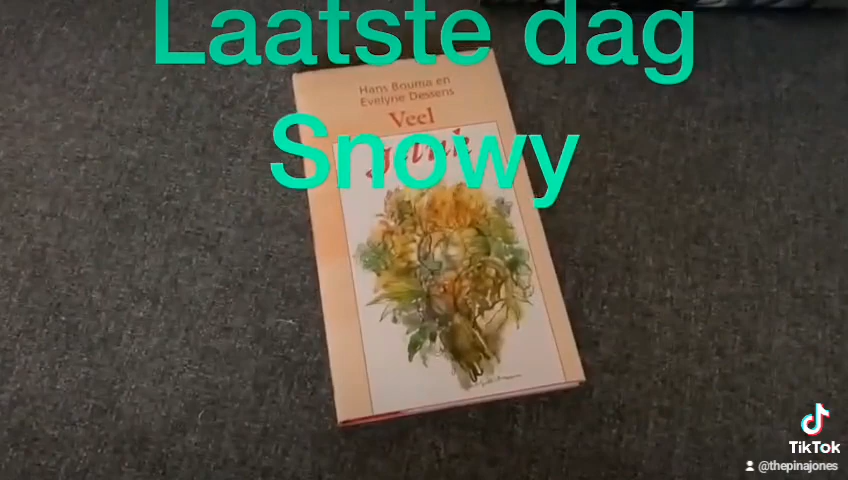 Laatste dag
Hans Bouma en
Evelyne Dessens
Veel
Snowy
TikTok
@thepinajones